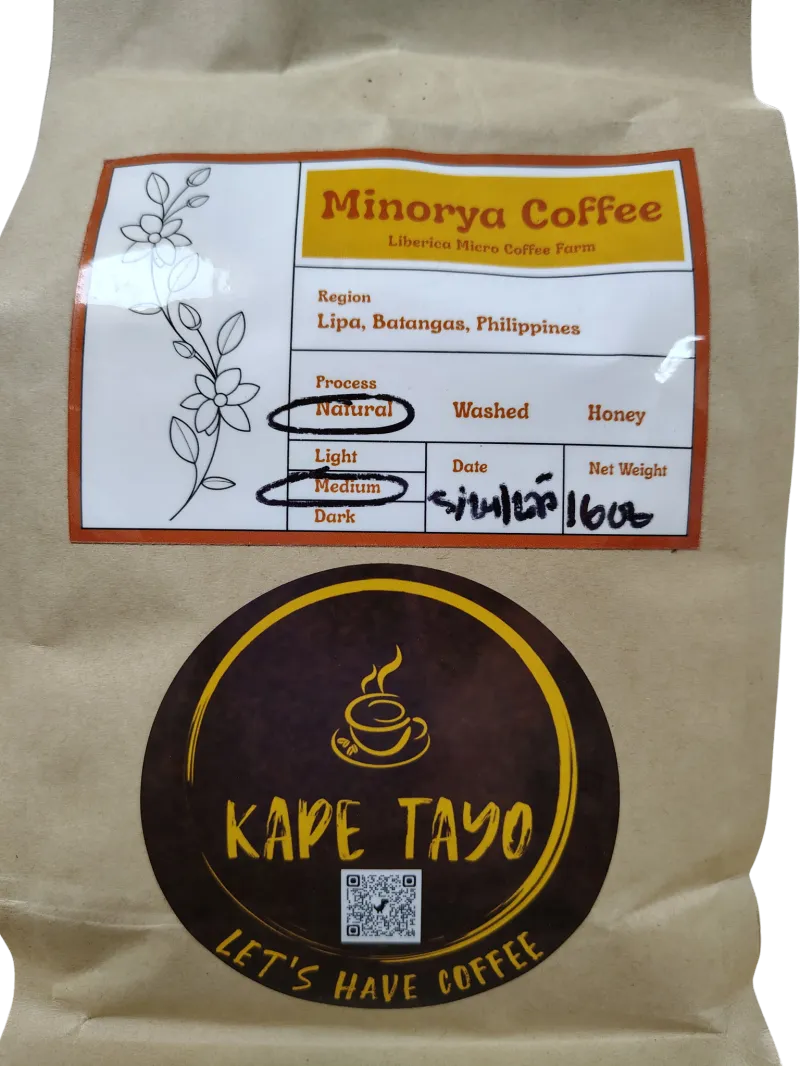 Minorya Coffee
Liberica Micro Coffee Farm
Region
Lipa, Batangas, Philippines
Process
Natural Washed Honey
Light
Medium
Dark
Date
Net Weight
16oz
KAPE TAYO
LET'S HAVE COFFEE